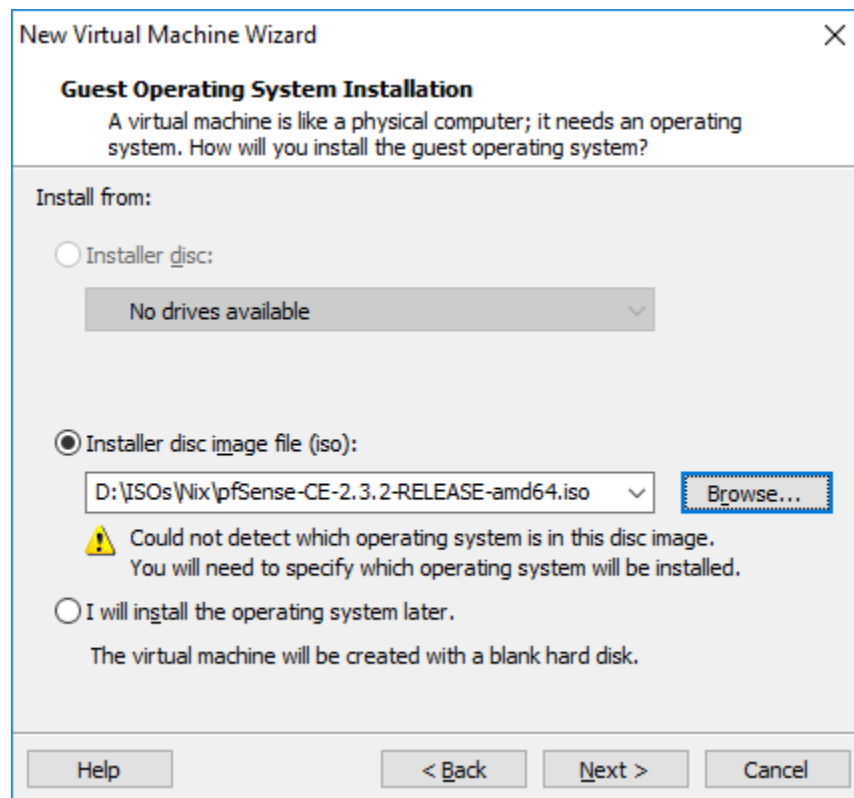 New Virtual Machine Wizard
Guest Operating System Installation
A virtual machine is like a physical computer; it needs an operating
system. How will you install the guest operating system?
Install from:
Installer disc:
No drives available
Installer disc image file (iso):
D:\ISOs\Nix\pfSense-CE-2.3.2-RELEASE-amd64.iso
Browse...
Could not detect which operating system is in this disc image.
You will need to specify which operating system will be installed.
I will install the operating system later.
The virtual machine will be created with a blank hard disk.
Help
< Back
Next >
Cancel